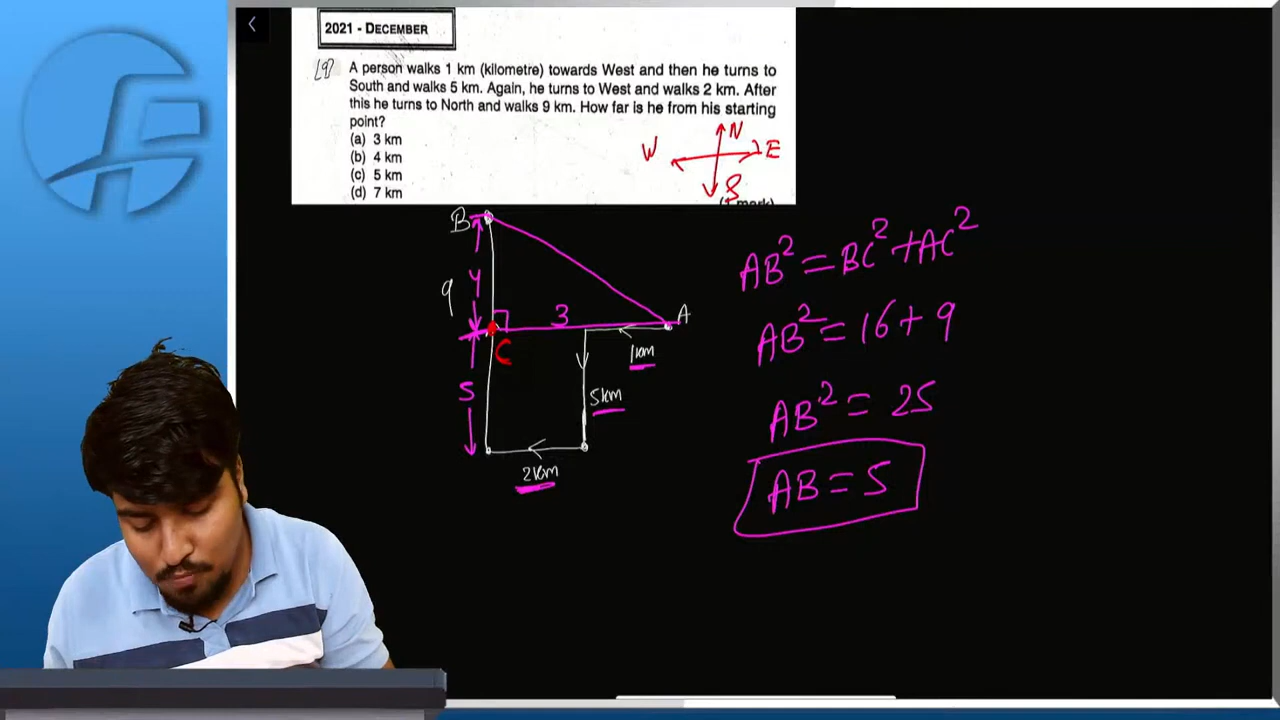 2021 - DECEMBER
[9]
A person walks 1 km (kilometre) towards West and then he turns to
South and walks 5 km. Again, he turns to West and walks 2 km. After
this he turns to North and walks 9 km. How far is he from his starting
point?
(a) 3 km
(b) 4 km
(c) 5 km
(d) 7 km
N
W
E
S
B
9
4
3
A
C
1km
5
5km
2km
AB² = BC² + AC²
AB² = 16 + 9
AB² = 25
AB = 5